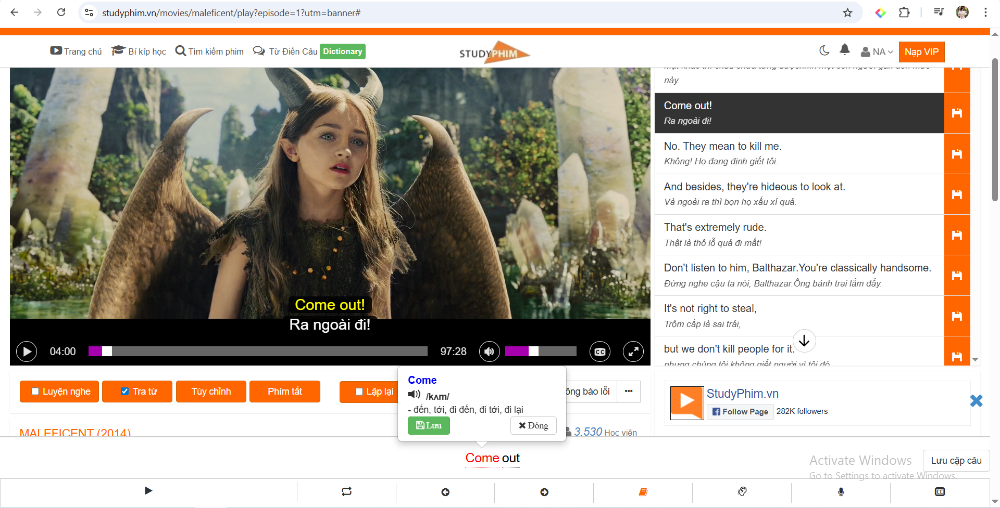 studyphim.vn/movies/maleficent/play?episode=1?utm=banner#
Trang chủ
Bí kíp học
Tìm kiếm phim
Từ Điển Câu Dictionary
STUDYPHIM
NA
Nạp VIP
này.
Come out!
Ra ngoài đi!
No. They mean to kill me.
Không! Họ đang định giết tôi.
And besides, they're hideous to look at.
Và ngoài ra thì bọn họ xấu xí quá.
That's extremely rude.
Thật là thô lỗ quá đi mất!
Don't listen to him, Balthazar.You're classically handsome.
Đừng nghe cậu ta nói, Balthazar.Ông bảnh trai lắm đấy.
It's not right to steal,
Trộm cắp là sai trái,
but we don't kill people for it.
nhưng chúng tôi không giết người vì tội đó
Come out!
Ra ngoài đi!
04:00
97:28
CC
Luyện nghe
Tra từ
Tùy chỉnh
Phím tắt
Lặp lại
ông báo lỗi
Come
/kʌm/
- đến, tới, đi đến, đi tới, đi lại
Lưu
Đóng
StudyPhim.vn
Follow Page
282K followers
MALEFICENT (2014)
3,530 Học viên
Come out
Activate Windows
Go to Settings to activate Windows.
Lưu cặp câu
CC